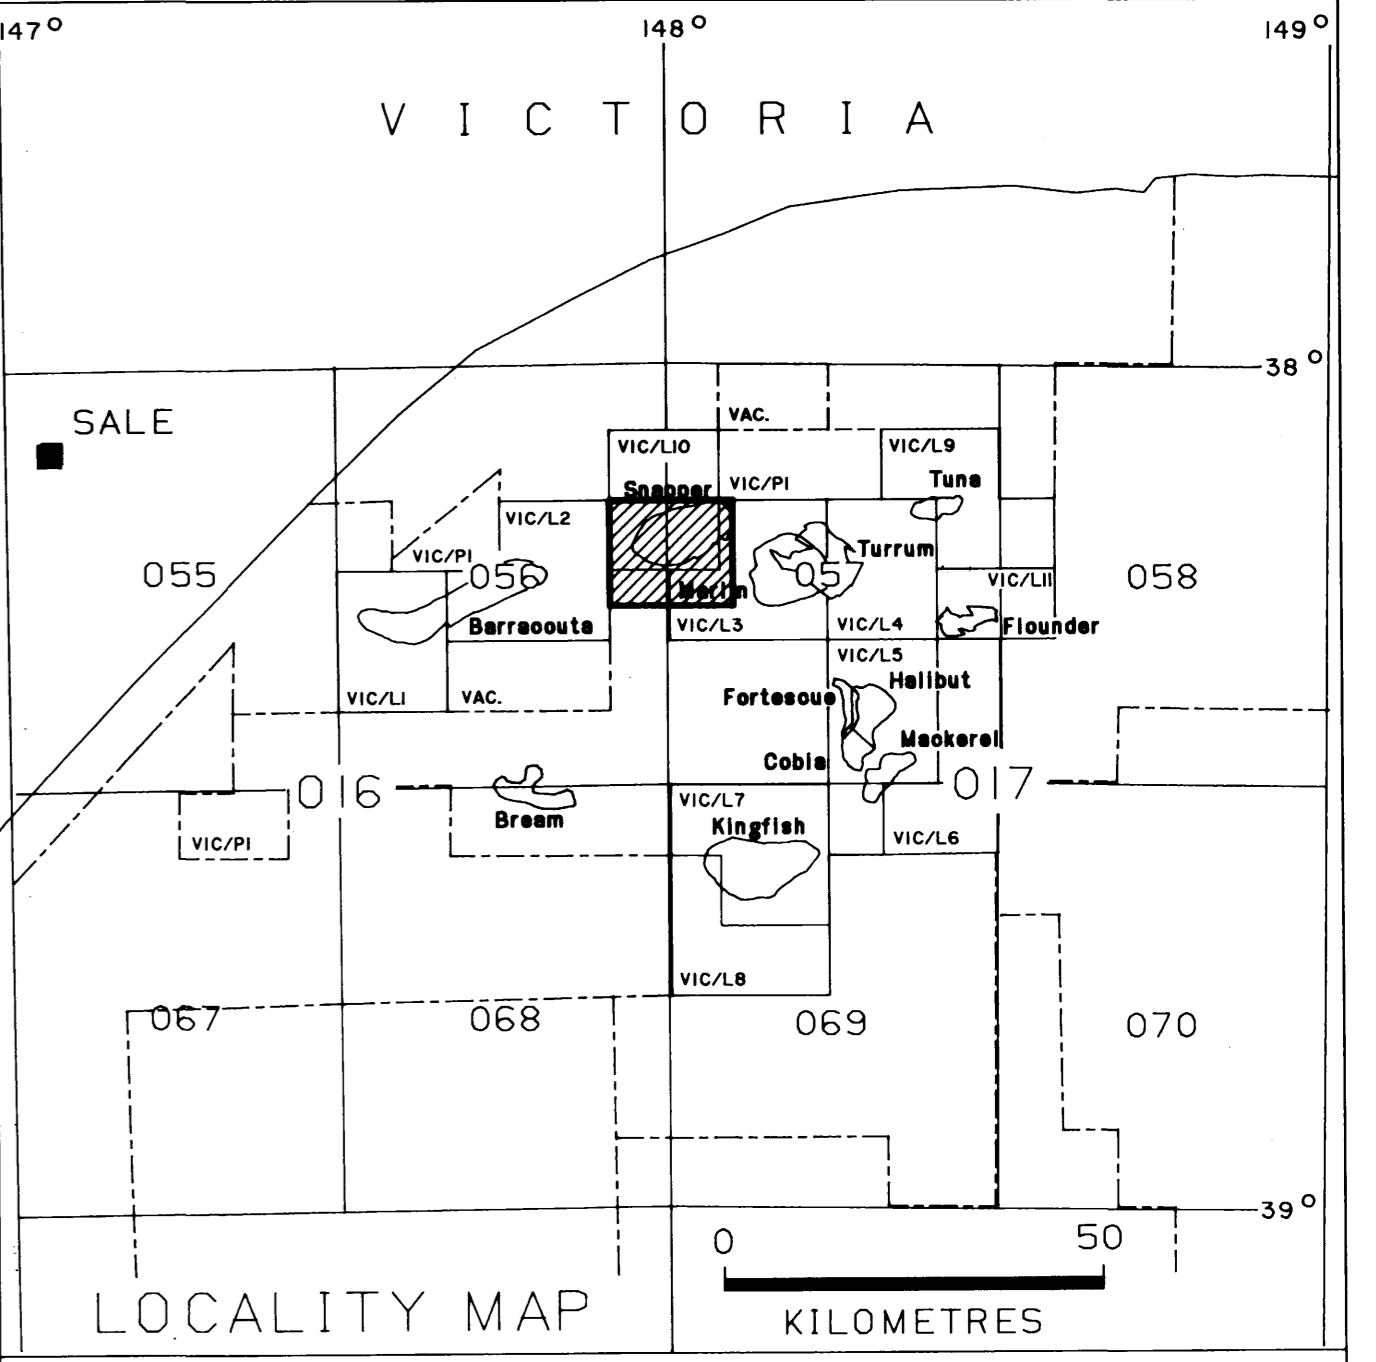 147° 148° 149°
VICTORIA
38°
SALE
VAC.
VIC/L10
VIC/L9
Snapper
VIC/P1
Tuna
VIC/L2
VIC/P1
Turrum
055
056
05
058
VIC/L11
Merlin
Barracouta
VIC/L3
VIC/L4
Flounder
VIC/L5
Halibut
Fortescue
VIC/L1
VAC.
Mackerel
Cobia
016
017
VIC/L7
Bream
Kingfish
VIC/P1
VIC/L6
VIC/L8
067
068
069
070
39°
0 50
LOCALITY MAP
KILOMETRES